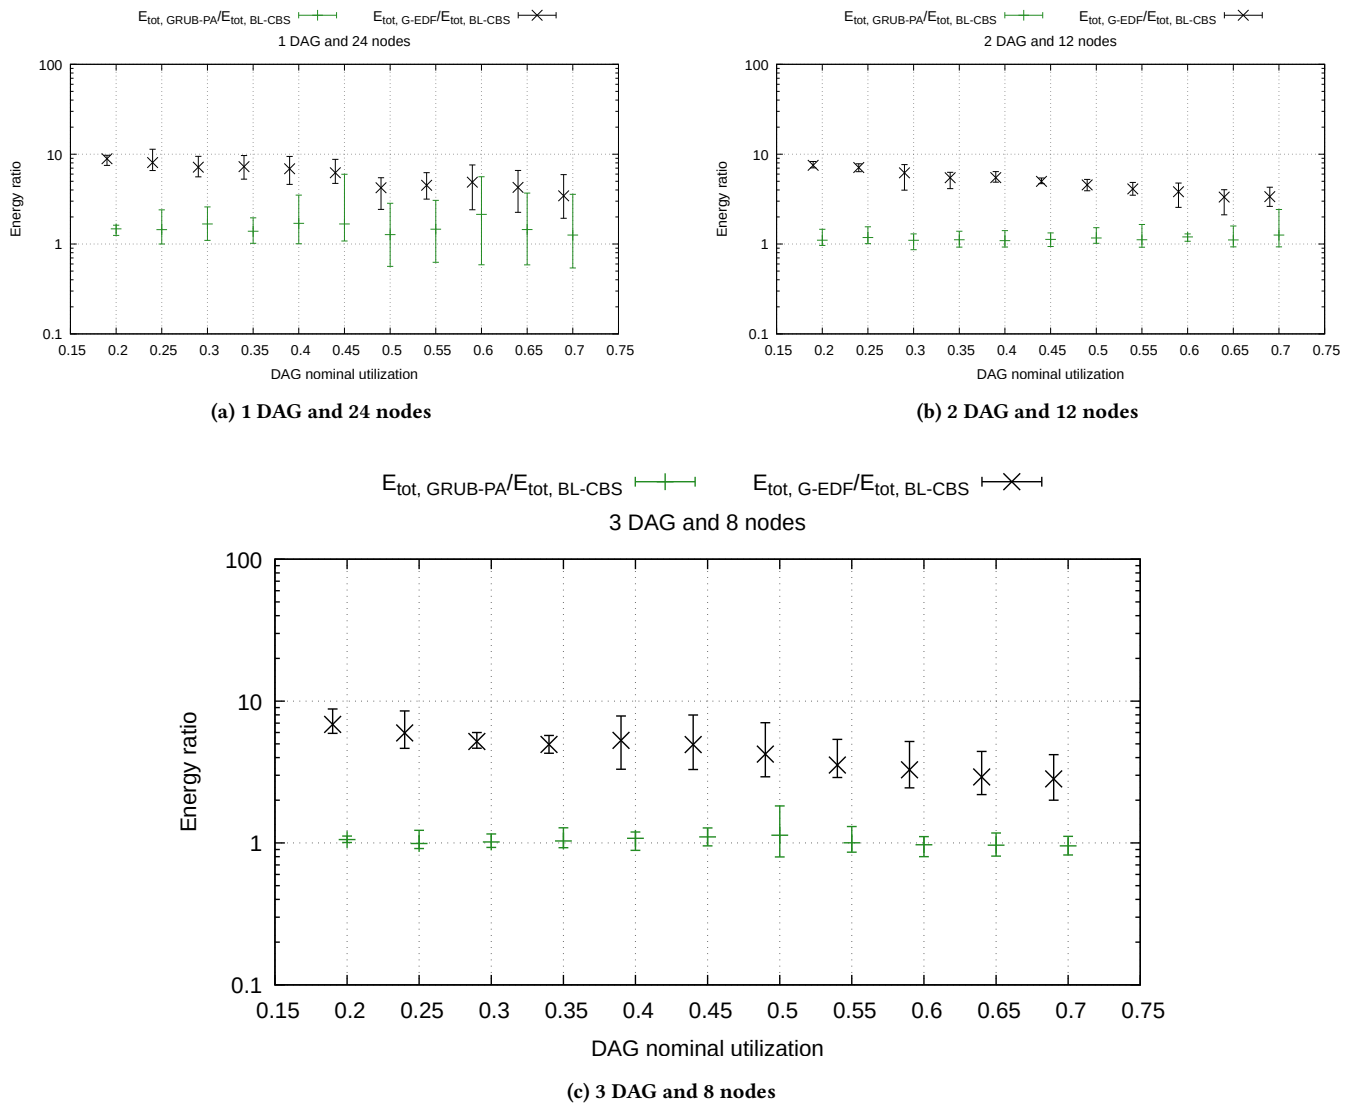 E_tot, GRUB-PA/E_tot, BL-CBS E_tot, G-EDF/E_tot, BL-CBS
1 DAG and 24 nodes
100
10
1
0.1
Energy ratio
0.15 0.2 0.25 0.3 0.35 0.4 0.45 0.5 0.55 0.6 0.65 0.7 0.75
DAG nominal utilization
(a) 1 DAG and 24 nodes
E_tot, GRUB-PA/E_tot, BL-CBS E_tot, G-EDF/E_tot, BL-CBS
2 DAG and 12 nodes
100
10
1
0.1
Energy ratio
0.15 0.2 0.25 0.3 0.35 0.4 0.45 0.5 0.55 0.6 0.65 0.7 0.75
DAG nominal utilization
(b) 2 DAG and 12 nodes
E_tot, GRUB-PA/E_tot, BL-CBS E_tot, G-EDF/E_tot, BL-CBS
3 DAG and 8 nodes
100
10
1
0.1
Energy ratio
0.15 0.2 0.25 0.3 0.35 0.4 0.45 0.5 0.55 0.6 0.65 0.7 0.75
DAG nominal utilization
(c) 3 DAG and 8 nodes